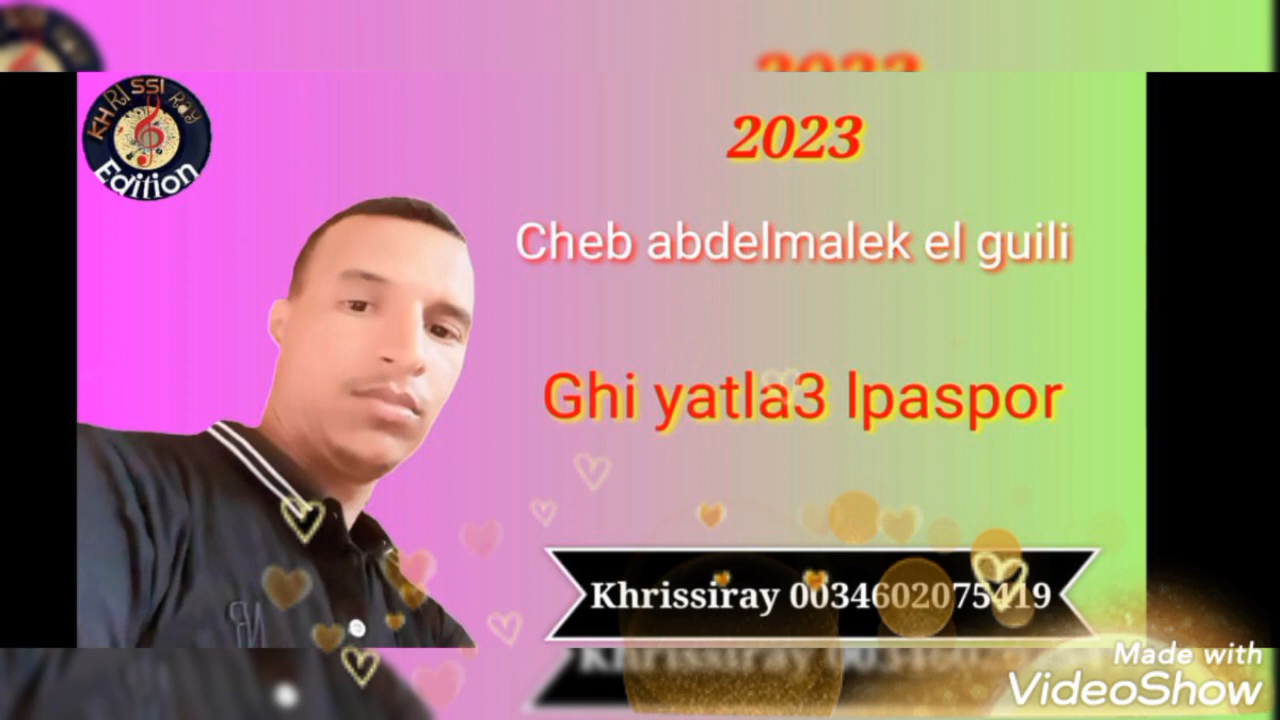 KHRISSI Ray
Edition
2023
Cheb abdelmalek el guili
Ghi yatla3 lpaspor
Khrissiray 0034602075419
Made with
VideoShow